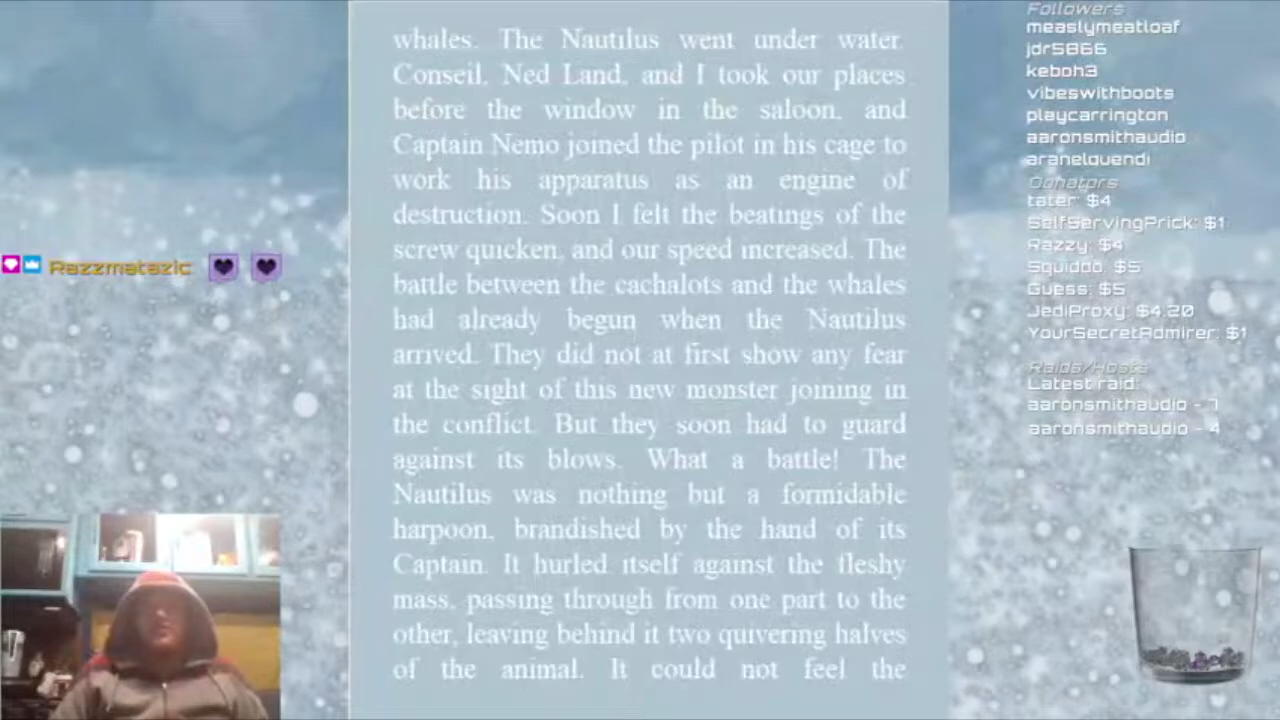 whales. The Nautilus went under water.
Conseil, Ned Land, and I took our places
before the window in the saloon, and
Captain Nemo joined the pilot in his cage to
work his apparatus as an engine of
destruction. Soon I felt the beatings of the
screw quicken, and our speed increased. The
battle between the cachalots and the whales
had already begun when the Nautilus
arrived. They did not at first show any fear
at the sight of this new monster joining in
the conflict. But they soon had to guard
against its blows. What a battle! The
Nautilus was nothing but a formidable
harpoon, brandished by the hand of its
Captain. It hurled itself against the fleshy
mass, passing through from one part to the
other, leaving behind it two quivering halves
of the animal. It could not feel the
Razzmatazic
Followers
measlymeatloaf
jdr5866
keboh3
vibeswithboots
playcarrington
aaronsmithaudio
aranelquendi
Donators
tater: $4
SelfServingPrick: $1
Razzy: $4
Squidda: $5
Guess: $5
JediProxy: $4.20
YourSecretAdmirer: $1
Raids/Hosts
Latest raid:
aaronsmithaudio - 7
aaronsmithaudio - 4